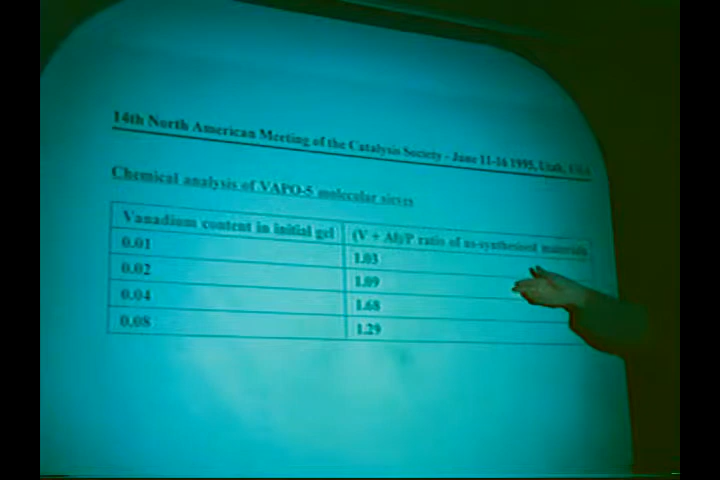 14th North American Meeting of the Catalysis Society - June 11-16 1995, Utah, USA
Chemical analysis of VAPO-5 molecular sieves
Vanadium content in initial gel (V + Al)/P ratio of as-synthesised materials
0.01 1.03
0.02 1.09
0.04 1.68
0.08 1.29